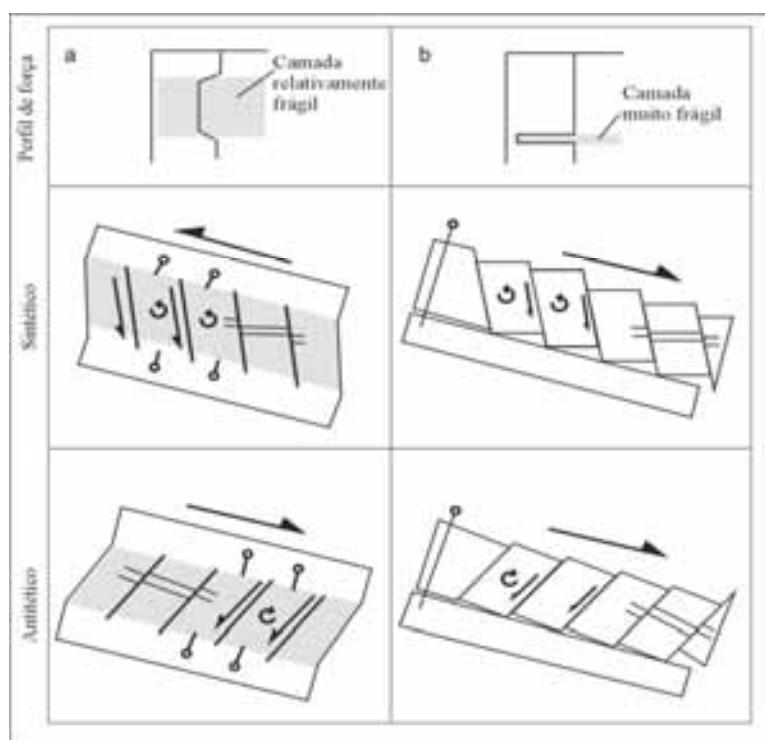 a
Camada
relativamente
frágil
b
Camada
muito frágil
Perfil de força
Sintético
Antitético